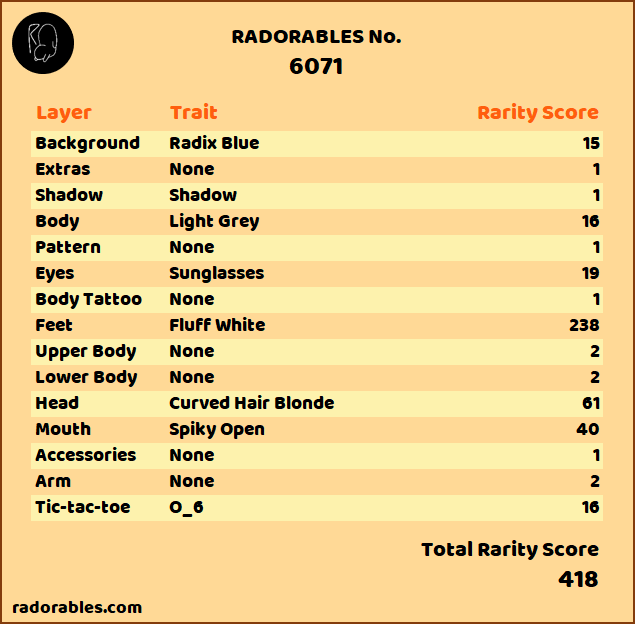 RADORABLES No.
6071
Layer Trait Rarity Score
Background Radix Blue 15
Extras None 1
Shadow Shadow 1
Body Light Grey 16
Pattern None 1
Eyes Sunglasses 19
Body Tattoo None 1
Feet Fluff White 238
Upper Body None 2
Lower Body None 2
Head Curved Hair Blonde 61
Mouth Spiky Open 40
Accessories None 1
Arm None 2
Tic-tac-toe O_6 16
Total Rarity Score
418
radorables.com